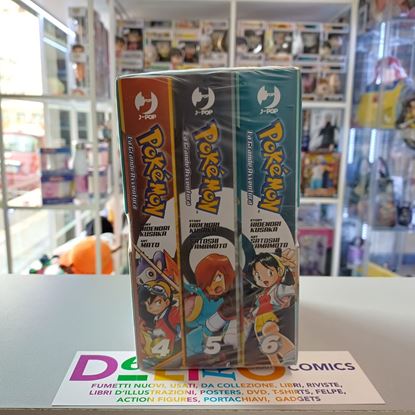 J-POP
POKÉMON
La Grande Avventura
STORY
HIDENORI
KUSAKA
ART
MATO
4
J-POP
POKÉMON
La Grande Avventura
STORY
HIDENORI
KUSAKA
ART
SATOSHI
YAMAMOTO
5
J-POP
POKÉMON
La Grande Avventura
STORY
HIDENORI
KUSAKA
ART
SATOSHI
YAMAMOTO
6
COMICS
FUMETTI NUOVI, USATI, DA COLLEZIONE, LIBRI, RIVISTE,
LIBRI D'ILLUSTRAZIONI, POSTERS, DVD, T-SHIRTS, FELPE,
ACTION FIGURES, PORTACHIAVI, GADGETS